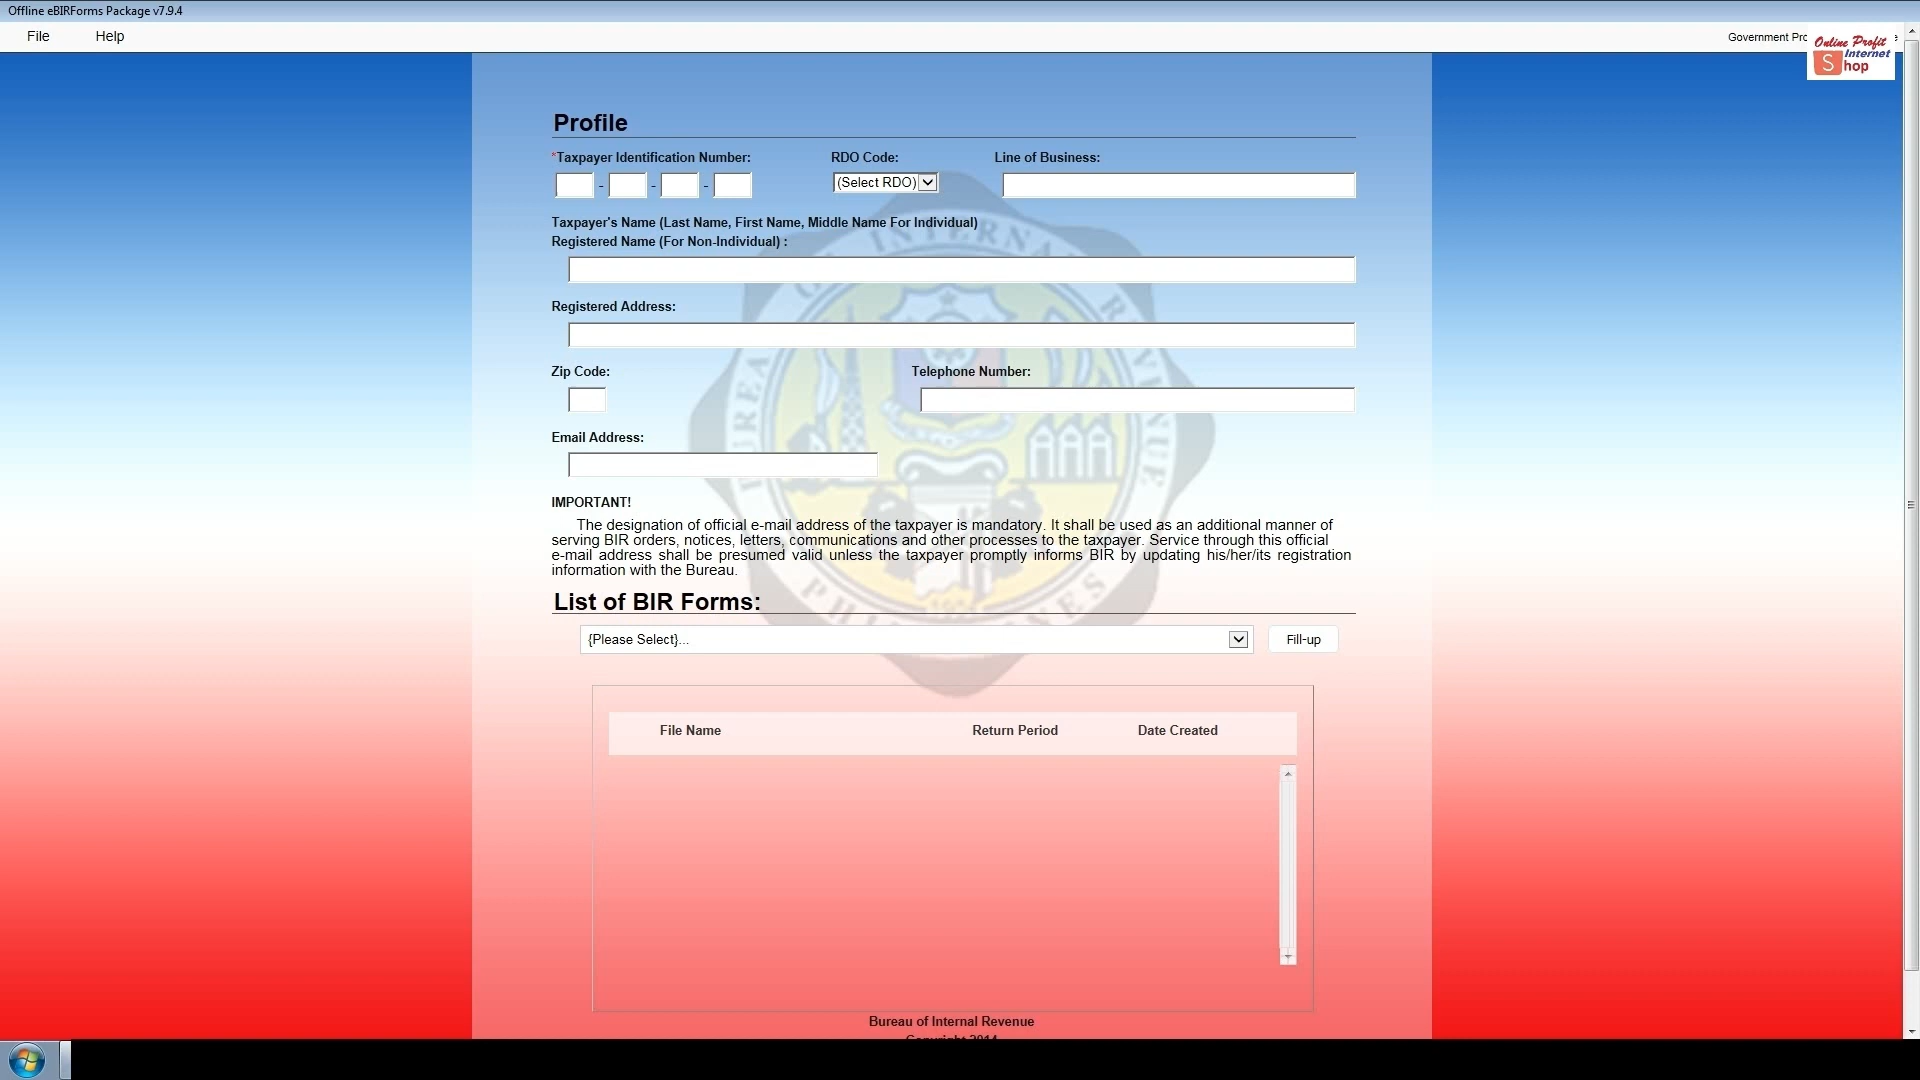 Offline eBIRForms Package v7.9.4
File Help
Government Pro
Online Profit
Internet
Shop
Profile
*Taxpayer Identification Number: RDO Code: Line of Business:
- - - (Select RDO)
Taxpayer's Name (Last Name, First Name, Middle Name For Individual)
Registered Name (For Non-Individual) :
Registered Address:
Zip Code: Telephone Number:
Email Address:
IMPORTANT!
The designation of official e-mail address of the taxpayer is mandatory. It shall be used as an additional manner of
serving BIR orders, notices, letters, communications and other processes to the taxpayer. Service through this official
e-mail address shall be presumed valid unless the taxpayer promptly informs BIR by updating his/her/its registration
information with the Bureau.
List of BIR Forms:
{Please Select}... Fill-up
File Name Return Period Date Created
Bureau of Internal Revenue
Copyright 2014